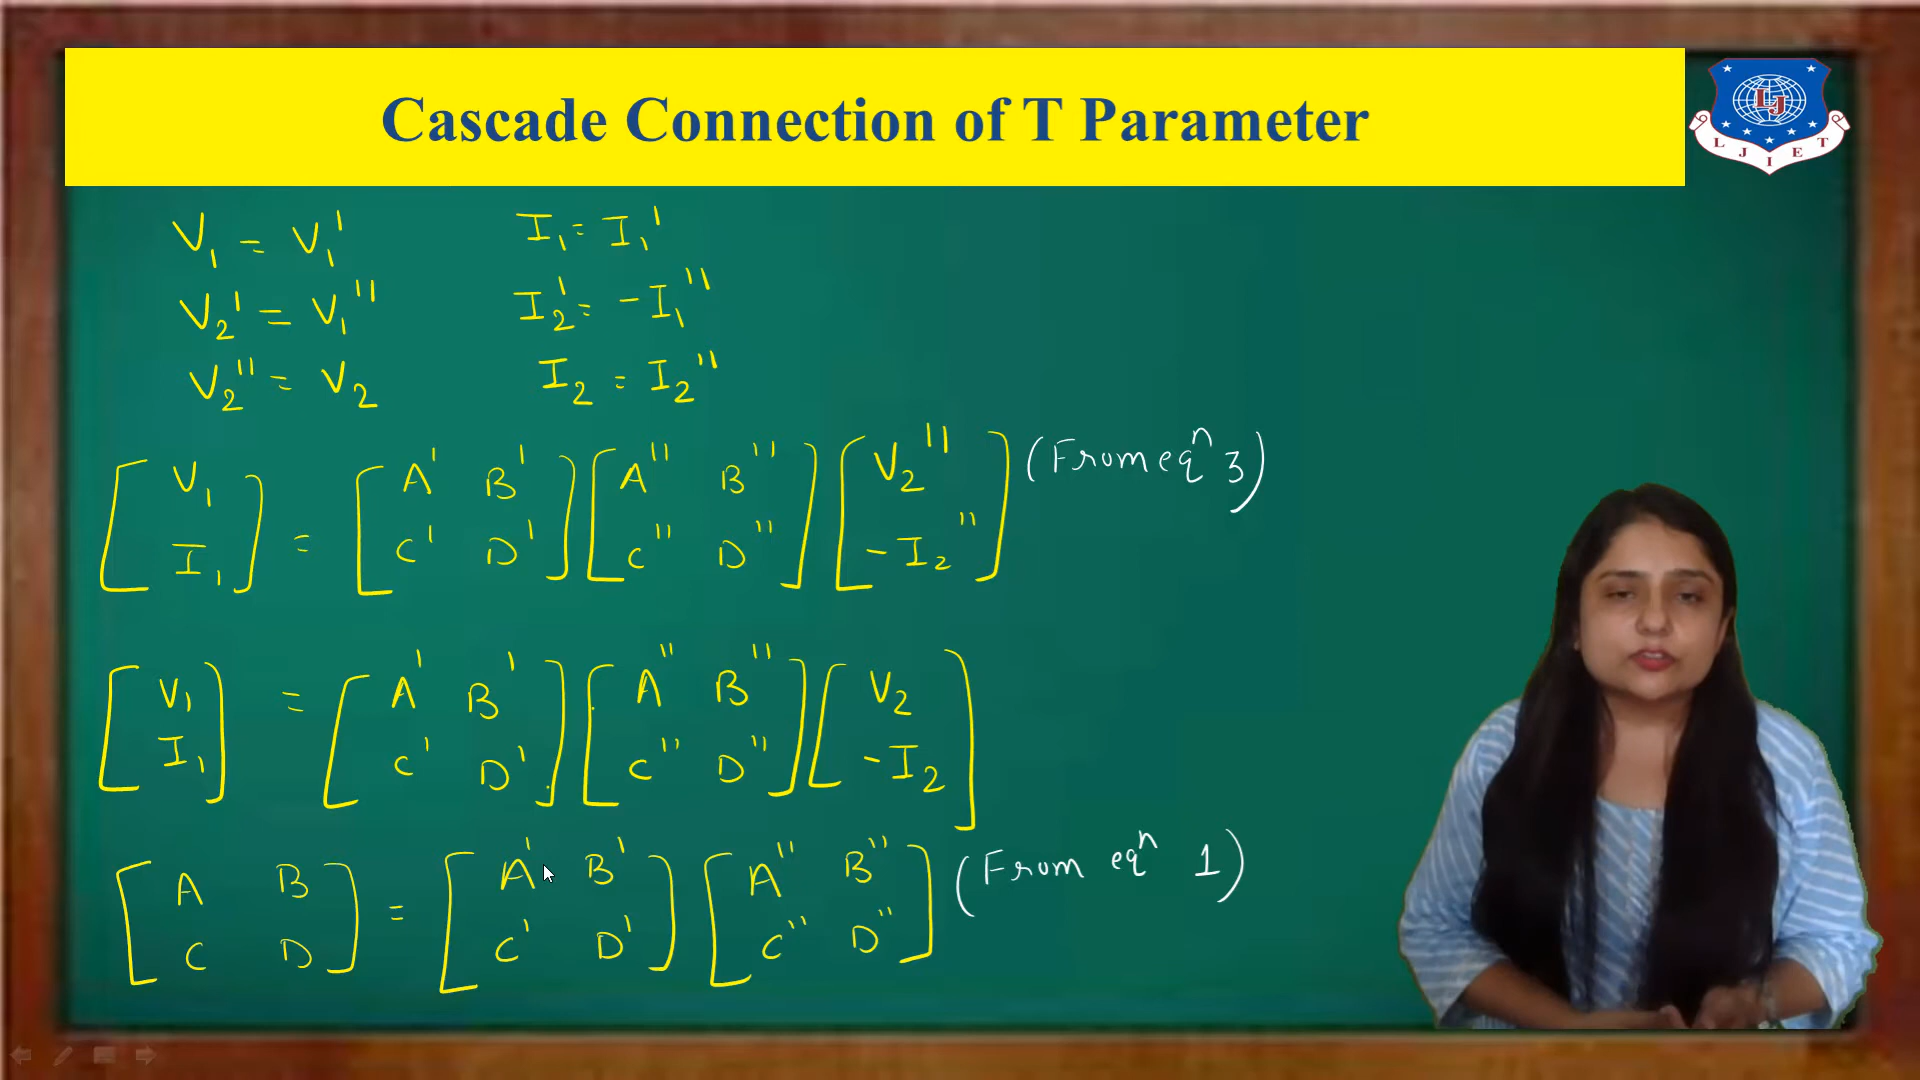 Cascade Connection of T Parameter
L J I E T
V₁ = V₁' I₁ = I₁'
V₂' = V₁'' I₂' = -I₁''
V₂'' = V₂ I₂ = I₂''
[V₁ I₁] = [A' B' C' D'] [A'' B'' C'' D''] [V₂'' -I₂''] (From eqⁿ 3)
[V₁ I₁] = [A' B' C' D'] [A'' B'' C'' D''] [V₂ -I₂]
[A B C D] = [A' B' C' D'] [A'' B'' C'' D''] (From eqⁿ 1)